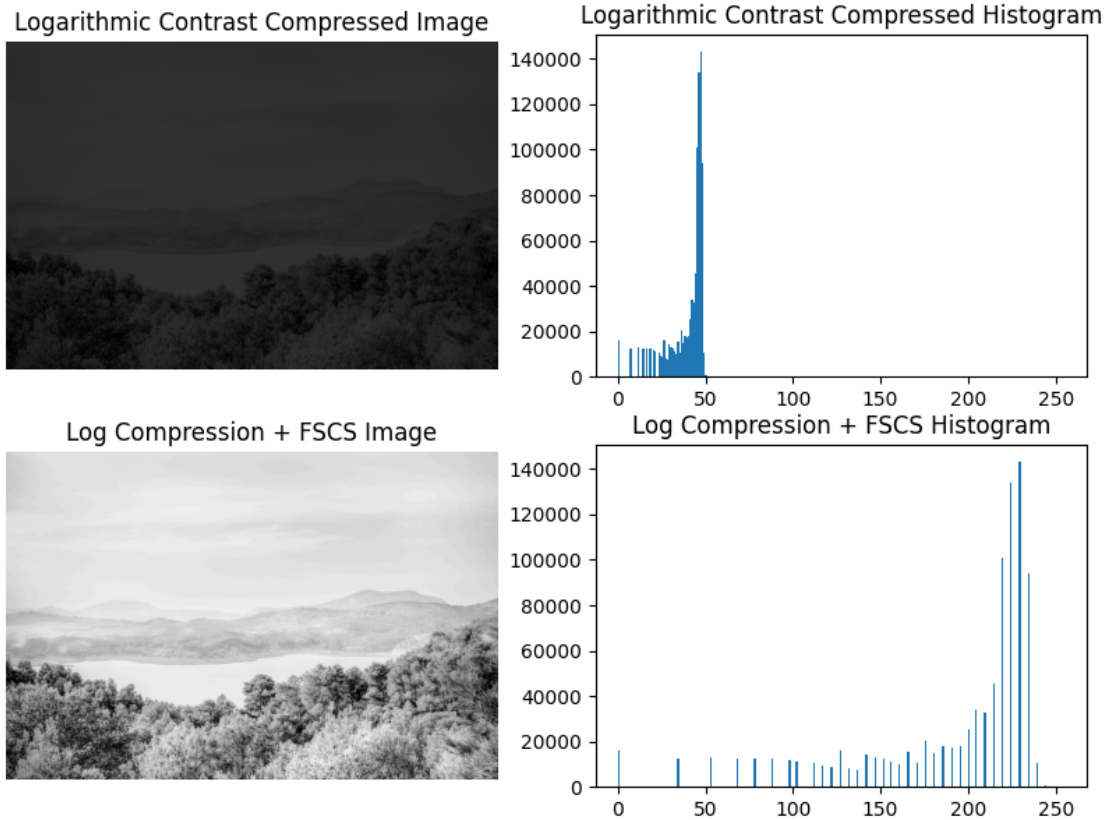 Logarithmic Contrast Compressed Image
Logarithmic Contrast Compressed Histogram
140000
120000
100000
80000
60000
40000
20000
0
0 50 100 150 200 250
Log Compression + FSCS Image
Log Compression + FSCS Histogram
140000
120000
100000
80000
60000
40000
20000
0
0 50 100 150 200 250